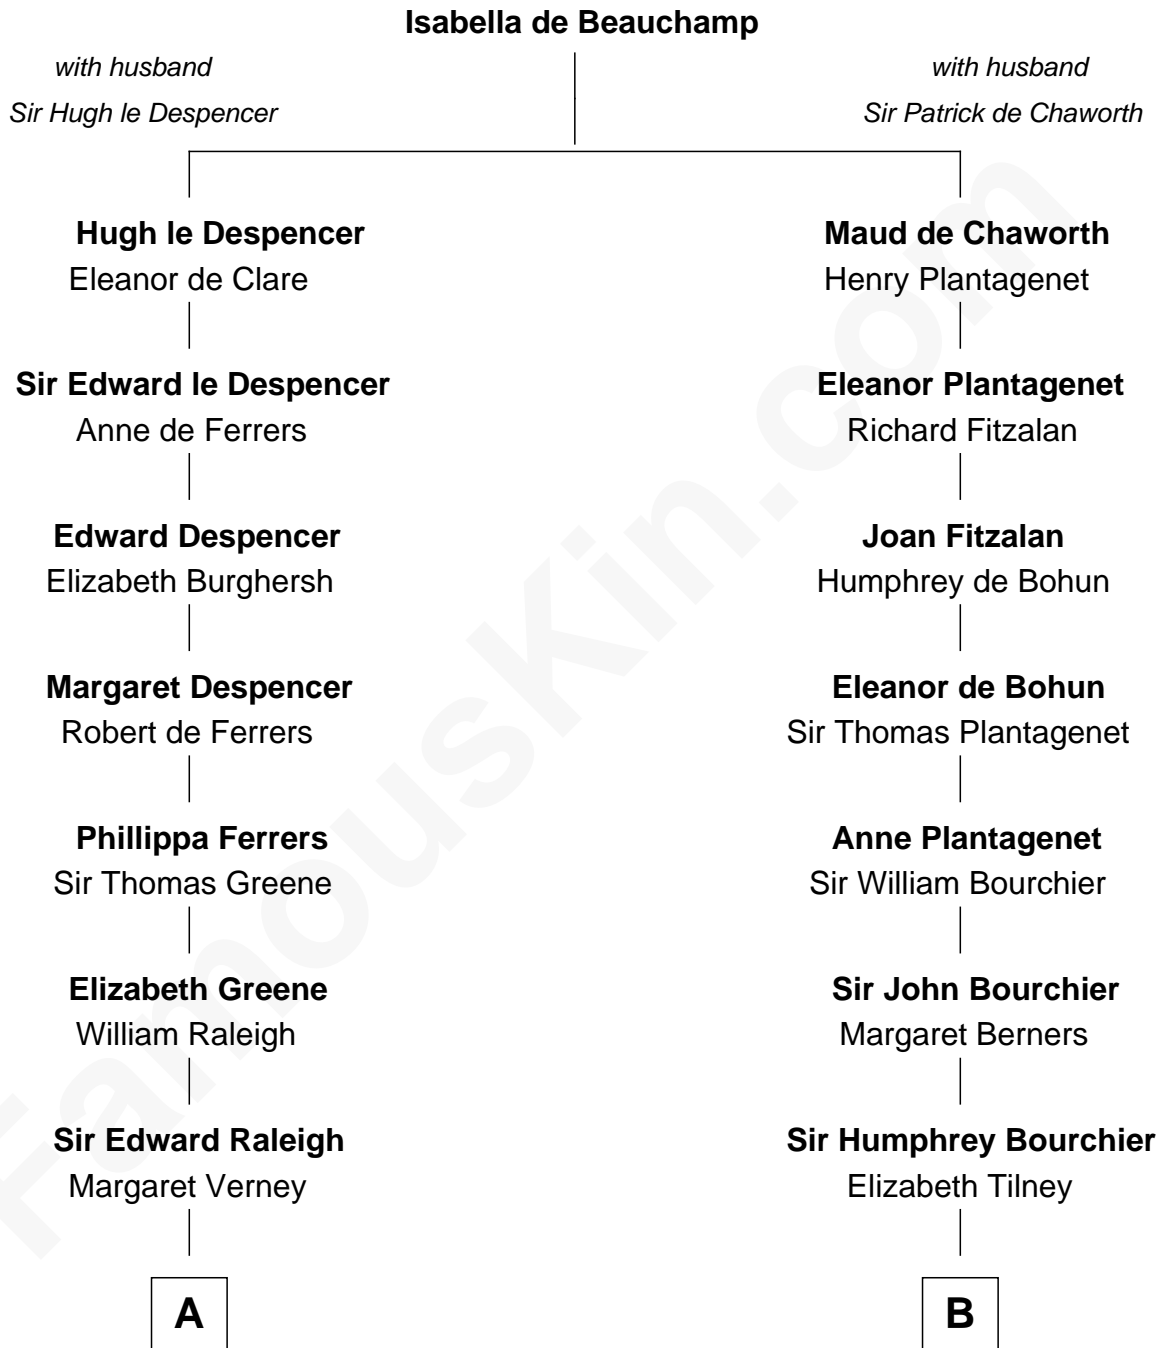 Isabella de Beauchamp
with husband
Sir Hugh le Despencer
with husband
Sir Patrick de Chaworth
Hugh le Despencer
Eleanor de Clare
Maud de Chaworth
Henry Plantagenet
Sir Edward le Despencer
Anne de Ferrers
Eleanor Plantagenet
Richard Fitzalan
Edward Despencer
Elizabeth Burghersh
Joan Fitzalan
Humphrey de Bohun
Margaret Despencer
Robert de Ferrers
Eleanor de Bohun
Sir Thomas Plantagenet
Phillippa Ferrers
Sir Thomas Greene
Anne Plantagenet
Sir William Bourchier
Elizabeth Greene
William Raleigh
Sir John Bourchier
Margaret Berners
Sir Edward Raleigh
Margaret Verney
Sir Humphrey Bourchier
Elizabeth Tilney
A
B
FamousKin.com